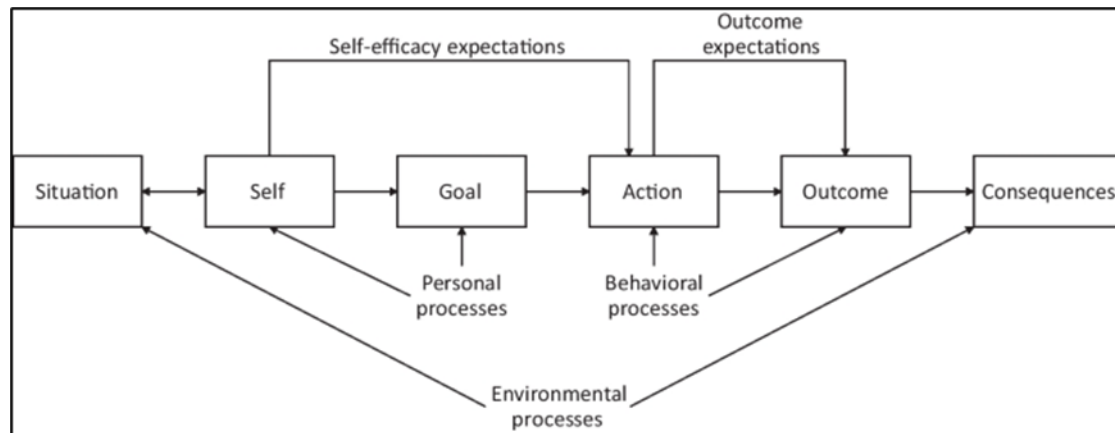 Self-efficacy expectations
Outcome
expectations
Situation
Self
Goal
Action
Outcome
Consequences
Personal
processes
Behavioral
processes
Environmental
processes